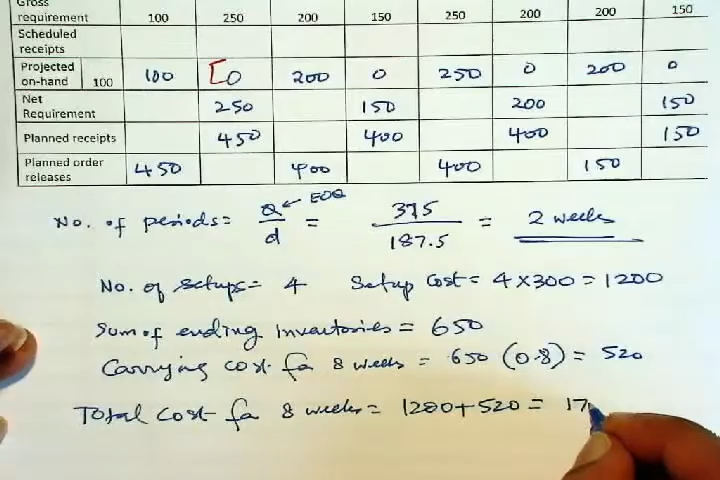 Gross requirement 100 250 200 150 250 200 200 150
Scheduled receipts
Projected on-hand 100 100 0 200 0 250 0 200 0
Net Requirement 250 150 200 150
Planned receipts 450 400 400 150
Planned order releases 450 400 400 150
No. of periods = Q ← EOQ / d = 375 / 187.5 = 2 weeks
No. of setups = 4 Setup Cost = 4 x 300 = 1200
Sum of ending Inventories = 650
Carrying cost for 8 weeks = 650 (0.8) = 520
Total cost for 8 weeks = 1200 + 520 = 17